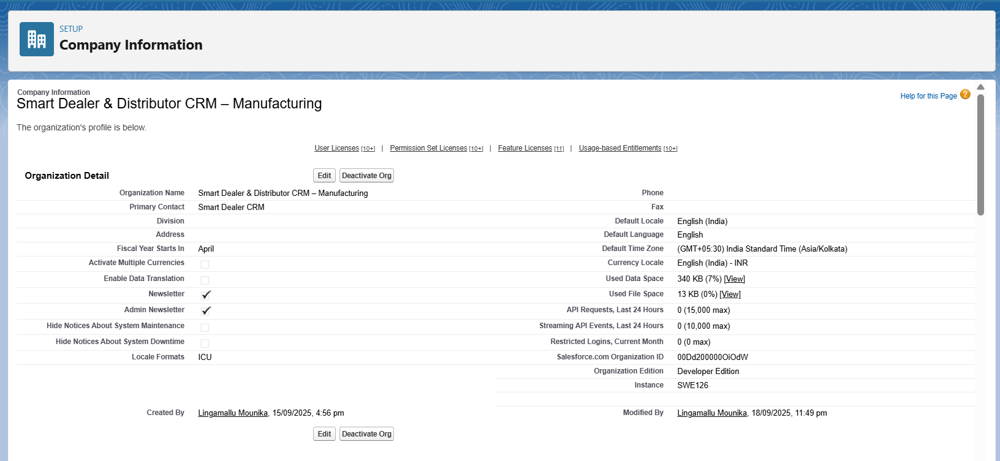 SETUP
Company Information
Company Information
Smart Dealer & Distributor CRM – Manufacturing
Help for this Page ?
The organization's profile is below.
User Licenses [10+] | Permission Set Licenses [10+] | Feature Licenses [11] | Usage-based Entitlements [10+]
Organization Detail Edit Deactivate Org
Organization Name Smart Dealer & Distributor CRM – Manufacturing Phone
Primary Contact Smart Dealer CRM Fax
Division Default Locale English (India)
Address Default Language English
Fiscal Year Starts In April Default Time Zone (GMT+05:30) India Standard Time (Asia/Kolkata)
Activate Multiple Currencies Currency Locale English (India) - INR
Enable Data Translation Used Data Space 340 KB (7%) [View]
Newsletter Used File Space 13 KB (0%) [View]
Admin Newsletter API Requests, Last 24 Hours 0 (15,000 max)
Hide Notices About System Maintenance Streaming API Events, Last 24 Hours 0 (10,000 max)
Hide Notices About System Downtime Restricted Logins, Current Month 0 (0 max)
Locale Formats ICU Salesforce.com Organization ID 00Dd200000OiOdW
Organization Edition Developer Edition
Instance SWE126
Created By Lingamallu Mounika, 15/09/2025, 4:56 pm Modified By Lingamallu Mounika, 18/09/2025, 11:49 pm
Edit Deactivate Org